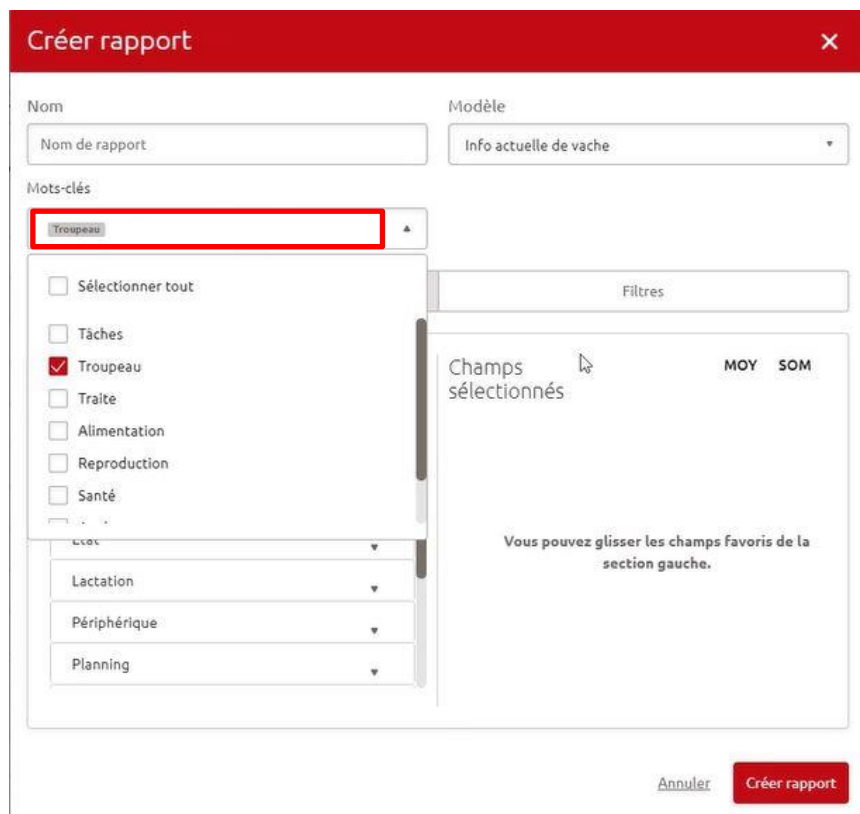 Créer rapport
Nom
Modèle
Nom de rapport
Info actuelle de vache
Mots-clés
Troupeau
Sélectionner tout
Filtres
Tâches
Troupeau
Traite
Alimentation
Reproduction
Santé
Champs
sélectionnés
MOY SOM
État
Vous pouvez glisser les champs favoris de la
section gauche.
Lactation
Périphérique
Planning
Annuler
Créer rapport